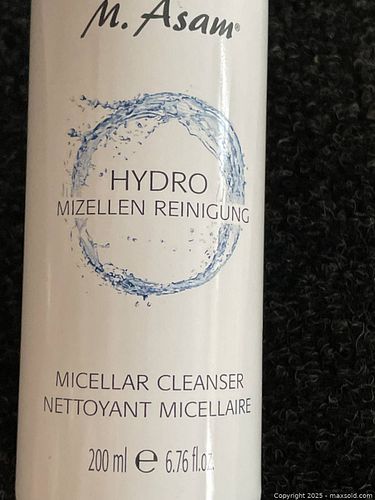 M. Asam®
HYDRO
MIZELLEN REINIGUNG
MICELLAR CLEANSER
NETTOYANT MICELLAIRE
200 ml e 6.76 fl.oz.
Copyright 2025 - maxsold.com